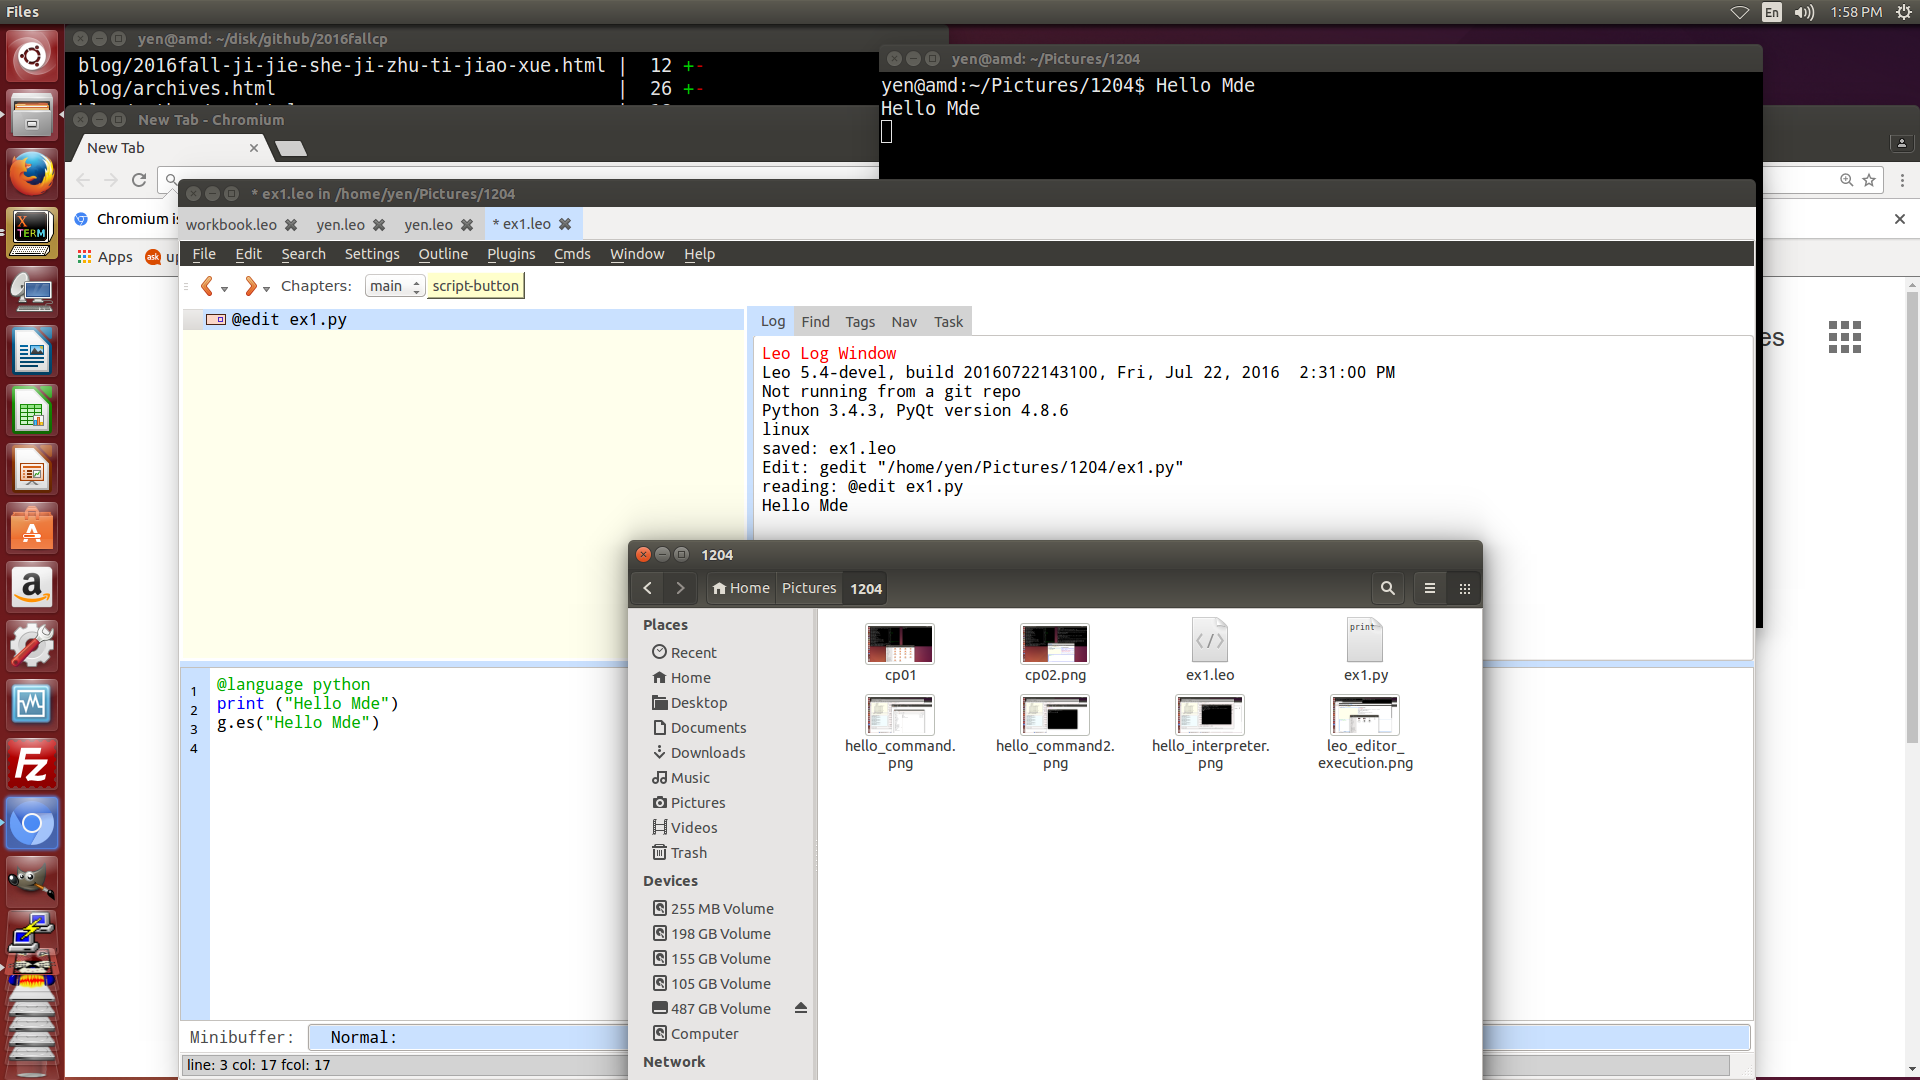 Files
En
1:58 PM
yen@amd: ~/disk/github/2016fallcp
blog/2016fall-ji-jie-she-ji-zhu-ti-jiao-xue.html | 12 +-
blog/archives.html | 26 +-
yen@amd: ~/Pictures/1204
yen@amd:~/Pictures/1204$ Hello Mde
Hello Mde
New Tab - Chromium
New Tab
Chromium is
Apps
ask
up
es
X
TERM
* ex1.leo in /home/yen/Pictures/1204
workbook.leo
yen.leo
yen.leo
* ex1.leo
File Edit Search Settings Outline Plugins Cmds Window Help
Chapters: main script-button
@edit ex1.py
Log Find Tags Nav Task
Leo Log Window
Leo 5.4-devel, build 20160722143100, Fri, Jul 22, 2016  2:31:00 PM
Not running from a git repo
Python 3.4.3, PyQt version 4.8.6
linux
saved: ex1.leo
Edit: gedit "/home/yen/Pictures/1204/ex1.py"
reading: @edit ex1.py
Hello Mde
1 @language python
2 print ("Hello Mde")
3 g.es("Hello Mde")
4
Minibuffer: Normal:
line: 3 col: 17 fcol: 17
1204
Home Pictures 1204
Places
Recent
Home
Desktop
Documents
Downloads
Music
Pictures
Videos
Trash
Devices
255 MB Volume
198 GB Volume
155 GB Volume
105 GB Volume
487 GB Volume
Computer
Network
print
cp01
cp02.png
ex1.leo
ex1.py
hello_command.
png
hello_command2.
png
hello_interpreter.
png
leo_editor_
execution.png